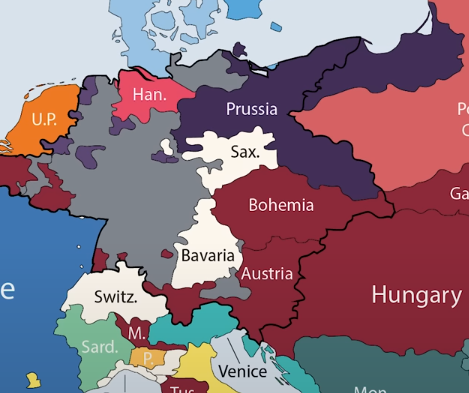 Han.
U.P.
Prussia
Po
C
Sax.
Ga
Bohemia
Bavaria
Austria
e
Switz.
Hungary
M.
Sard.
P.
Venice
Tus.
Mon